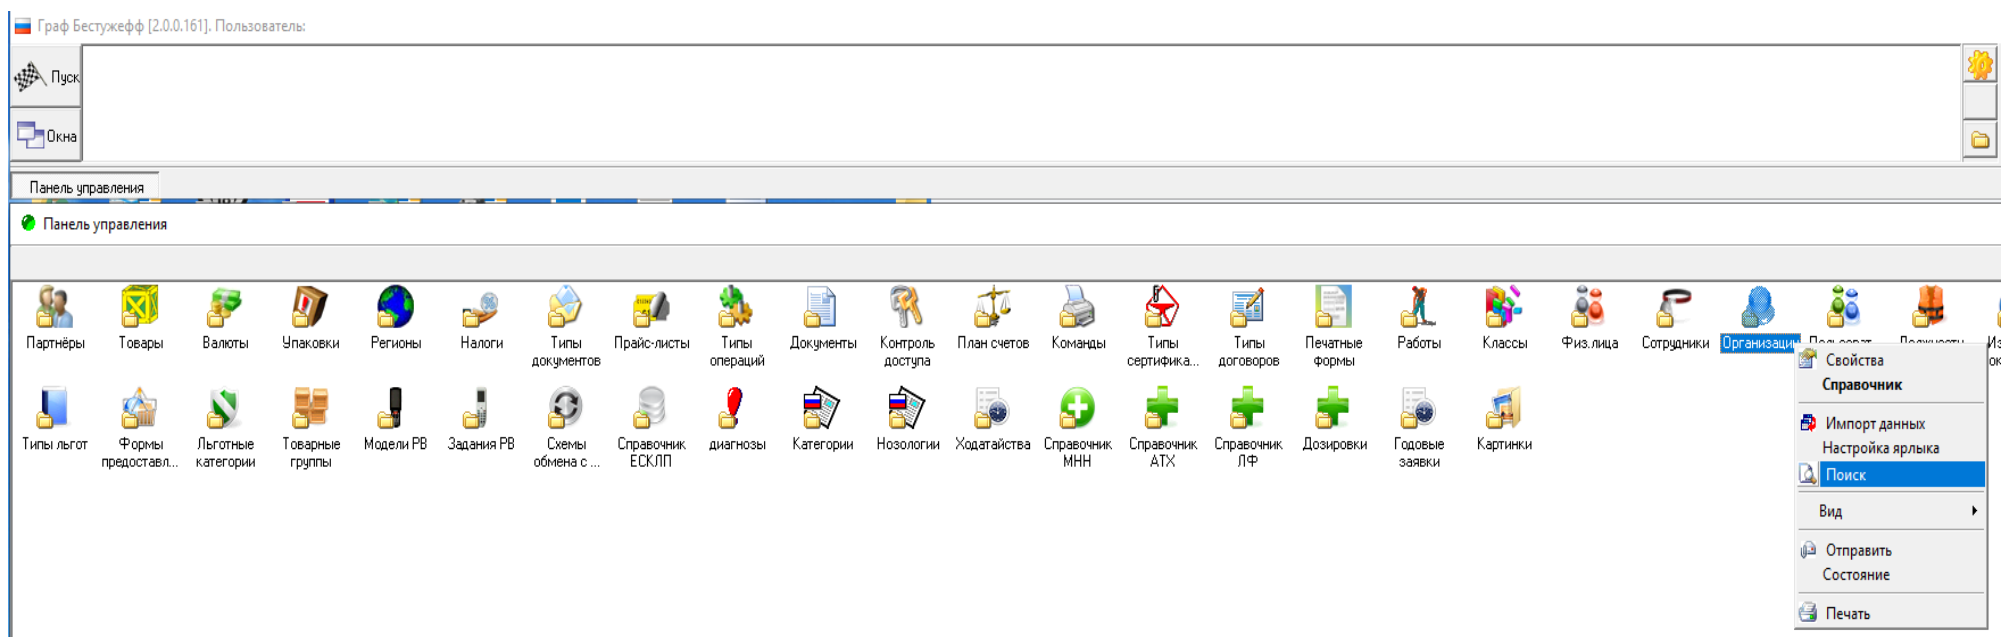 Граф Бестужефф [2.0.0.161]. Пользователь:
Пуск
Окна
Панель управления
Панель управления
Партнёры Товары Валюты Упаковки Регионы Налоги Типы документов Прайс-листы Типы операций Документы Контроль доступа План счетов Команды Типы сертифика... Типы договоров Печатные формы Работы Классы Физ.лица Сотрудники Организации
Типы льгот Формы предоставл... Льготные категории Товарные группы Модели РВ Задания РВ Схемы обмена с ... Справочник ЕСКЛП диагнозы Категории Нозологии Ходатайства Справочник МНН Справочник АТХ Справочник ЛФ Дозировки Годовые заявки Картинки
Свойства
Справочник
Импорт данных
Настройка ярлыка
Поиск
Вид
Отправить
Состояние
Печать